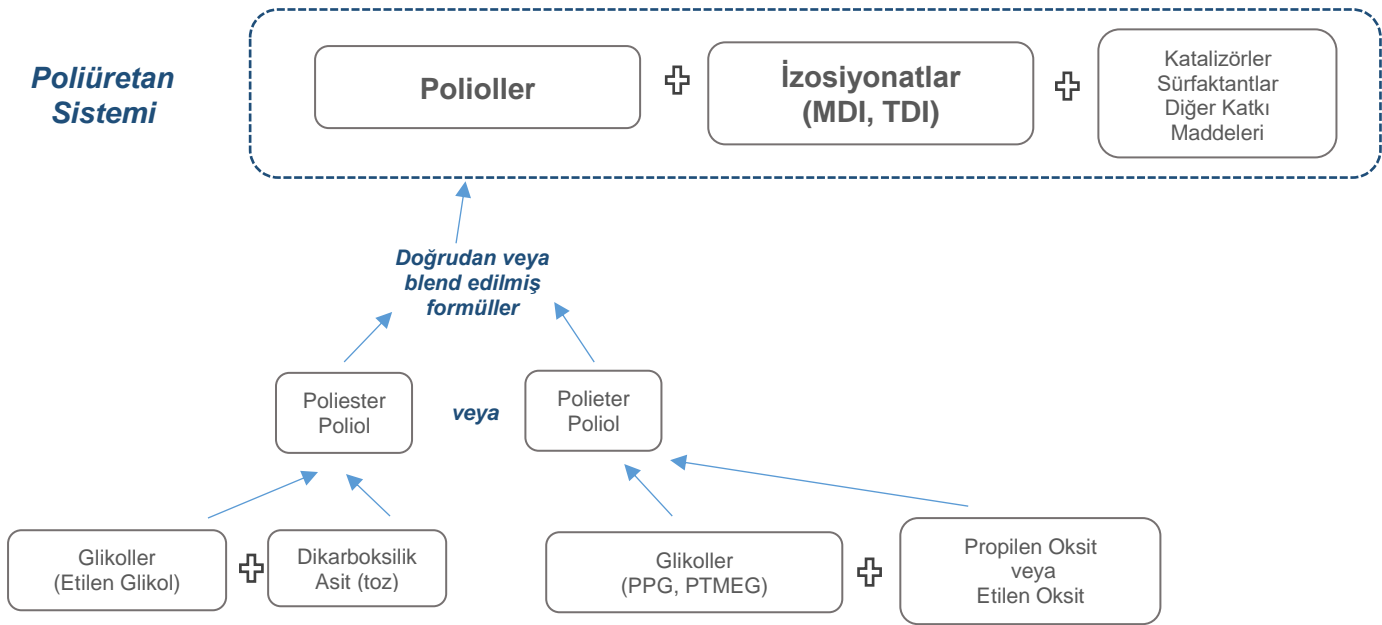 Poliüretan
Sistemi
Polioller
İzosiyonatlar
(MDI, TDI)
Katalizörler
Sürfaktantlar
Diğer Katkı
Maddeleri
Doğrudan veya
blend edilmiş
formüller
Poliester
Poliol
veya
Polieter
Poliol
Glikoller
(Etilen Glikol)
Dikarboksilik
Asit (toz)
Glikoller
(PPG, PTMEG)
Propilen Oksit
veya
Etilen Oksit